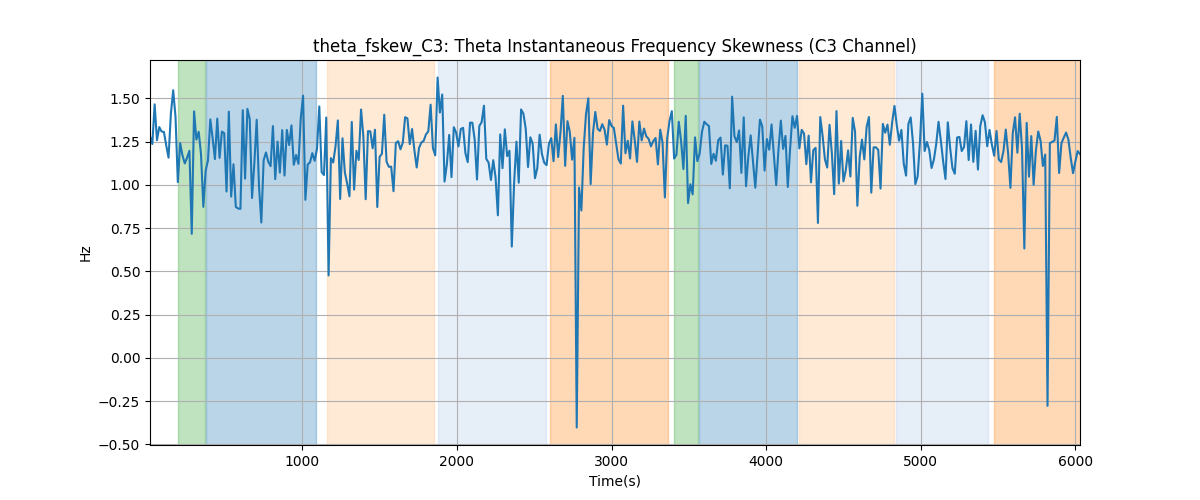 theta_fskew_C3: Theta Instantaneous Frequency Skewness (C3 Channel)
1.50
1.25
1.00
0.75
0.50
0.25
0.00
−0.25
−0.50
Hz
1000 2000 3000 4000 5000 6000
Time(s)